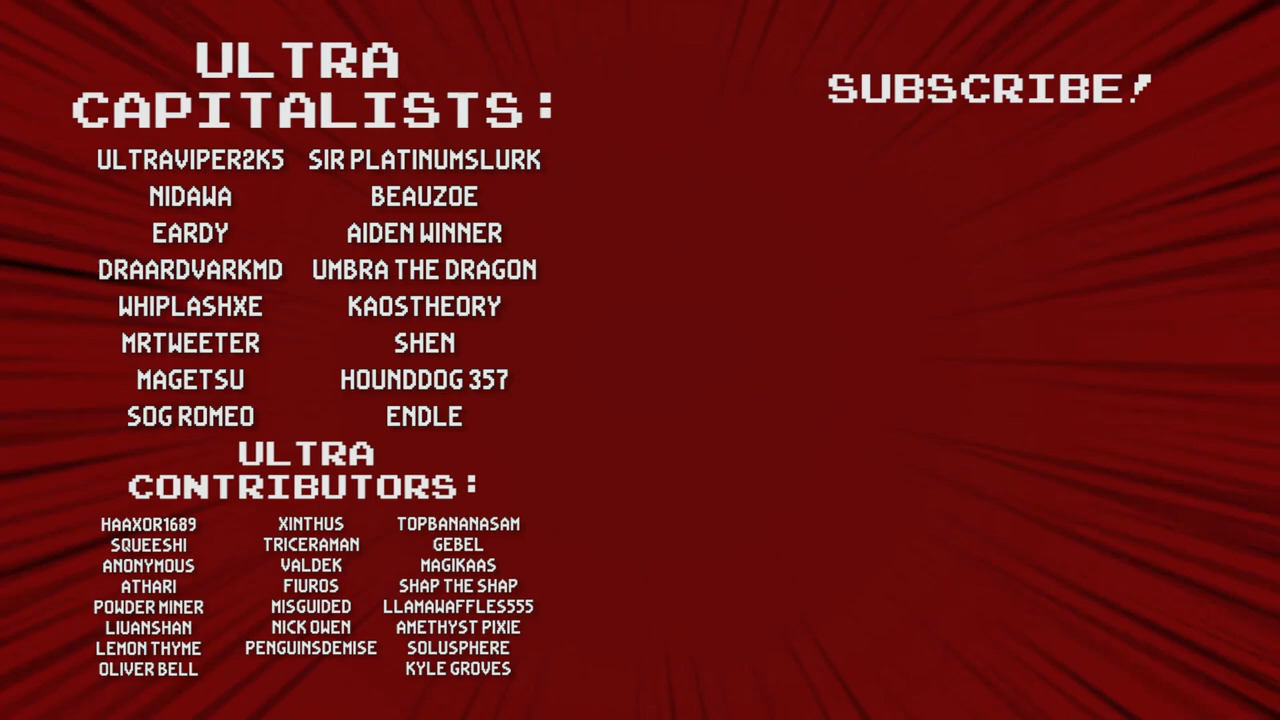 ULTRA
CAPITALISTS:
ULTRAVIPER2K5 SIR PLATINUMSLURK
NIDAWA BEAUZOE
EARDY AIDEN WINNER
DRAARDVARKMD UMBRA THE DRAGON
WHIPLASHXE KAOSTHEORY
MRTWEETER SHEN
MAGETSU HOUNDDOG 357
SOG ROMEO ENDLE
ULTRA
CONTRIBUTORS:
HAAXOR1689 XINTHUS TOPBANANASAM
SQUEESHI TRICERAMAN GEBEL
ANONYMOUS VALDEK MAGIKAAS
ATHARI FIUROS SHAP THE SHAP
POWDER MINER MISGUIDED LLAMAWAFFLES555
LIUANSHAN NICK OWEN AMETHYST PIXIE
LEMON THYME PENGUINSDEMISE SOLUSPHERE
OLIVER BELL KYLE GROVES
SUBSCRIBE!